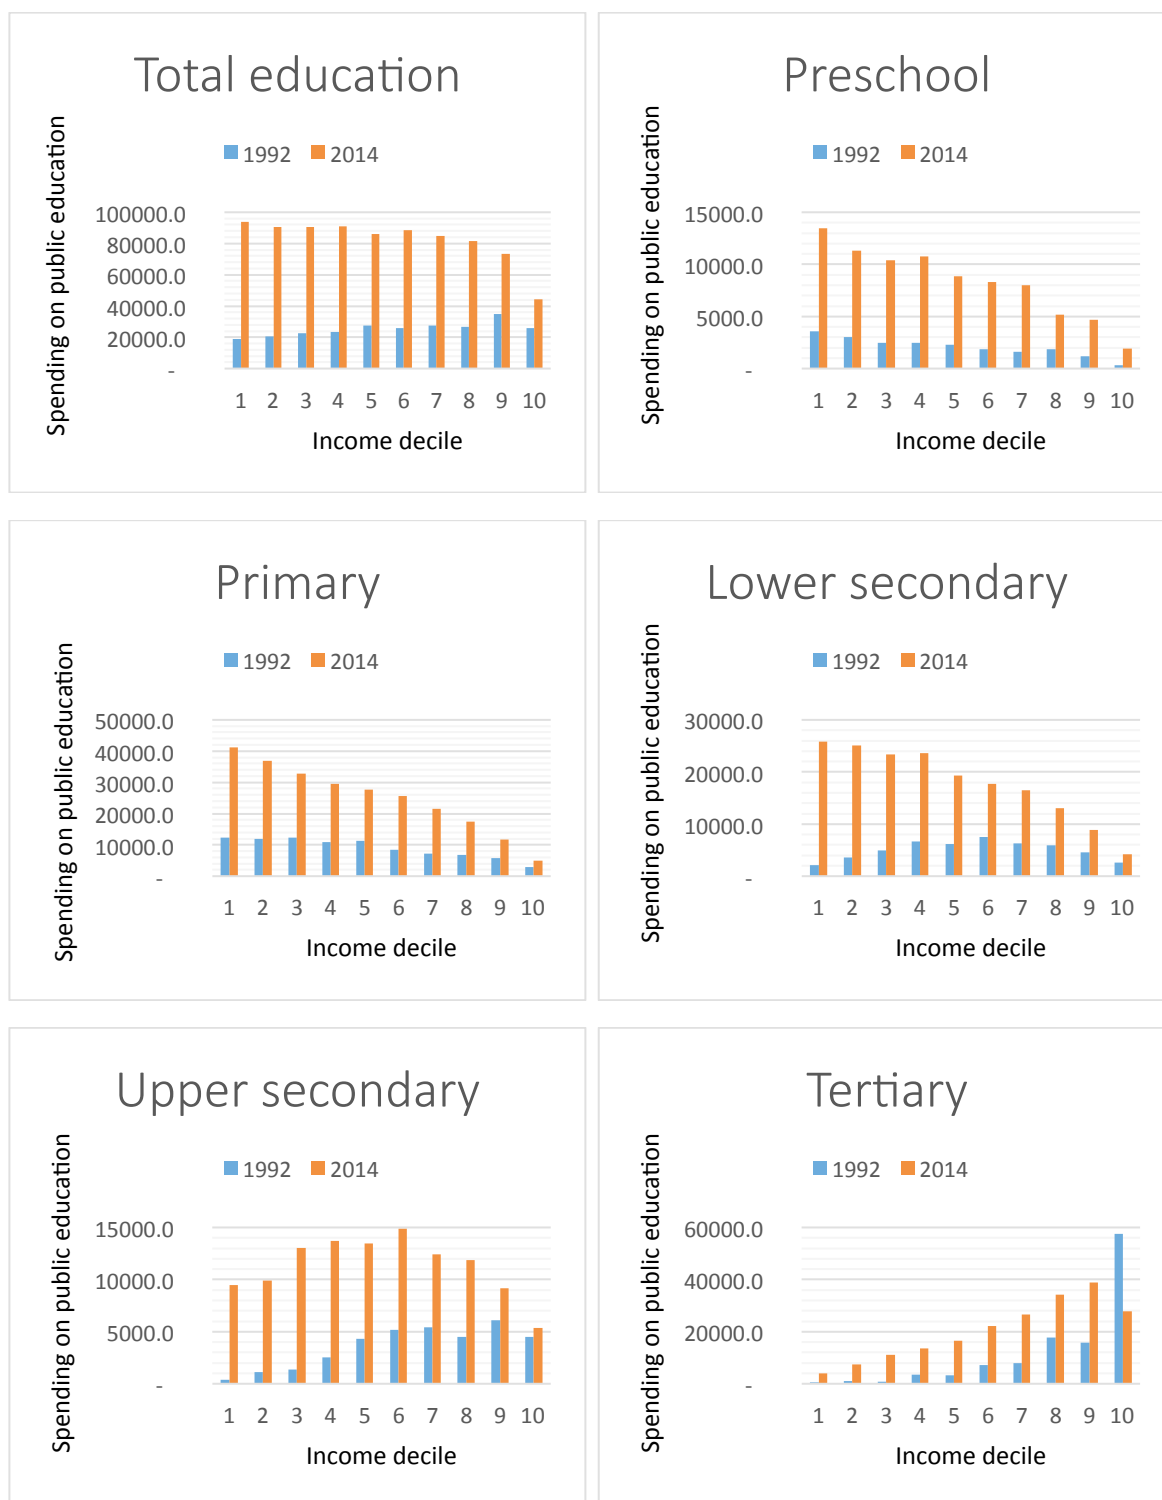 Total education
Spending on public education
1992 2014
100000.0
80000.0
60000.0
40000.0
20000.0
-
1 2 3 4 5 6 7 8 9 10
Income decile
Preschool
Spending on public education
1992 2014
15000.0
10000.0
5000.0
-
1 2 3 4 5 6 7 8 9 10
Income decile
Primary
Spending on public education
1992 2014
50000.0
40000.0
30000.0
20000.0
10000.0
-
1 2 3 4 5 6 7 8 9 10
Income decile
Lower secondary
Spending on public education
1992 2014
30000.0
20000.0
10000.0
-
1 2 3 4 5 6 7 8 9 10
Income decile
Upper secondary
Spending on public education
1992 2014
15000.0
10000.0
5000.0
-
1 2 3 4 5 6 7 8 9 10
Income decile
Tertiary
Spending on public education
1992 2014
60000.0
40000.0
20000.0
-
1 2 3 4 5 6 7 8 9 10
Income decile